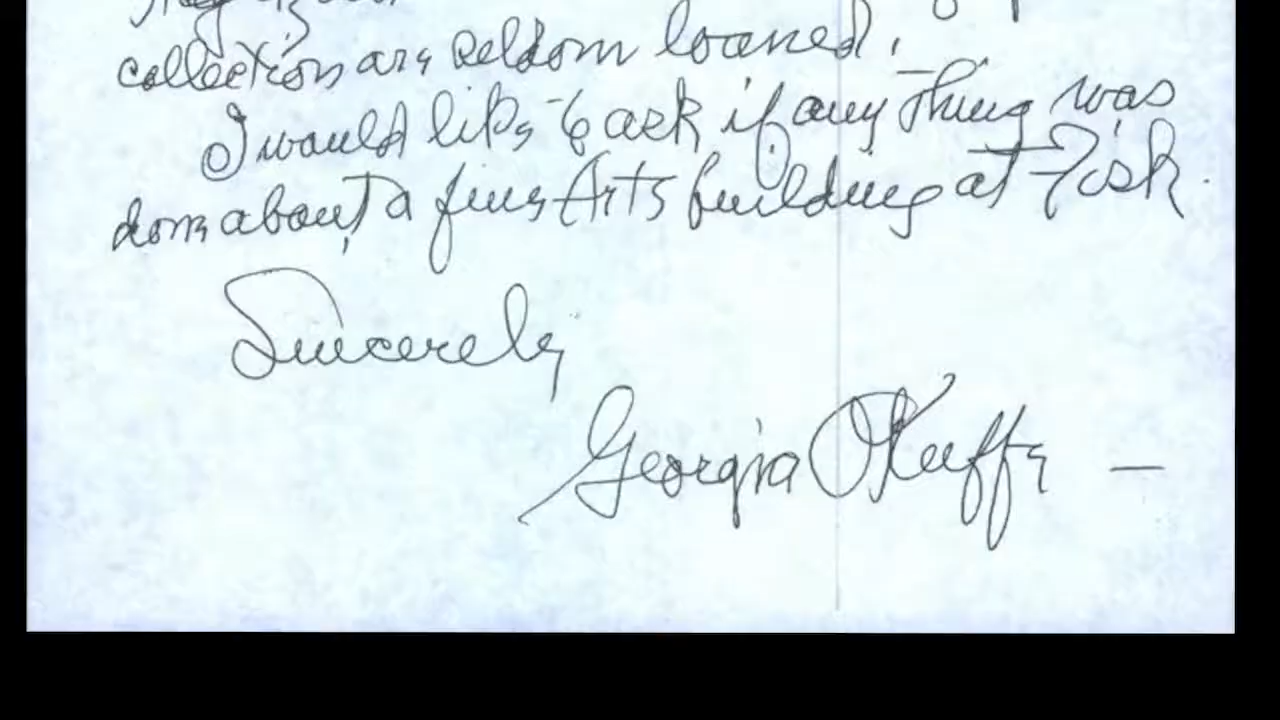 collection are seldom loaned.
I would like to ask if any thing was
done about a fine Arts building at Fisk.
Sincerely
Georgia O'Keeffe —